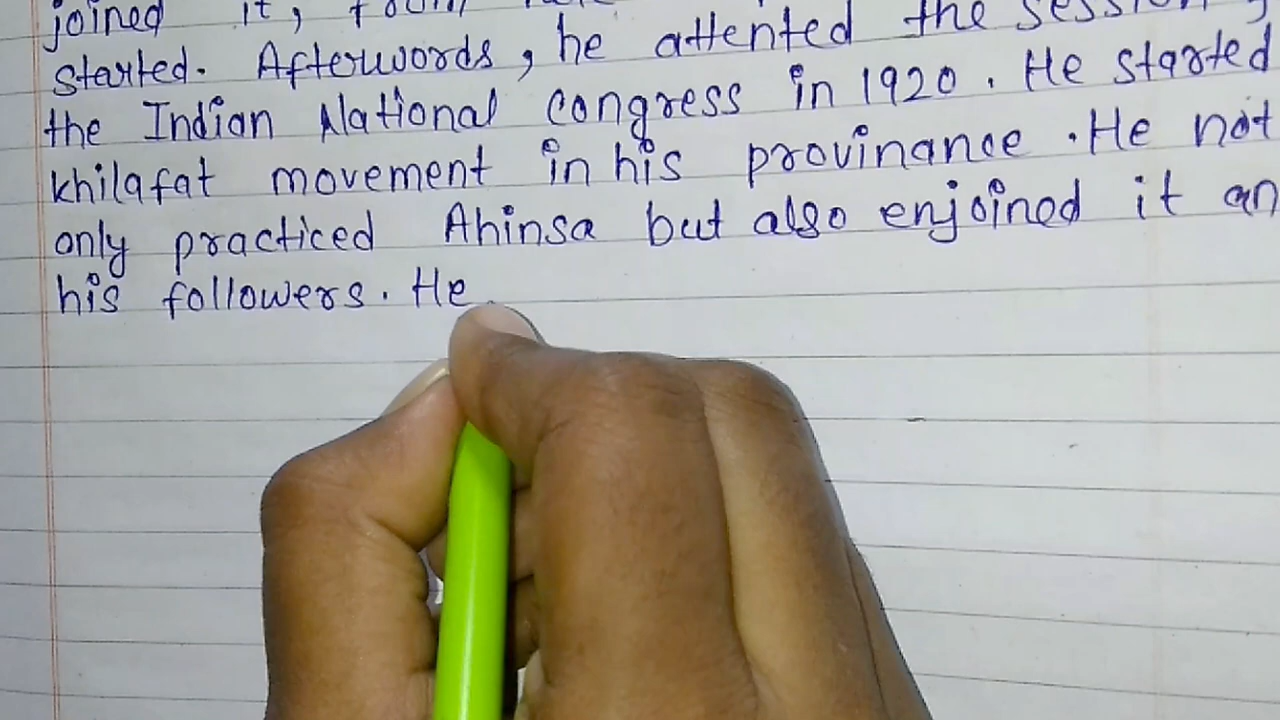 joined it,
started. Afterwords, he attented the session
the Indian National congress in 1920. He started
khilafat movement in his provinance. He not
only practiced Ahinsa but also enjoined it an
his followers. He